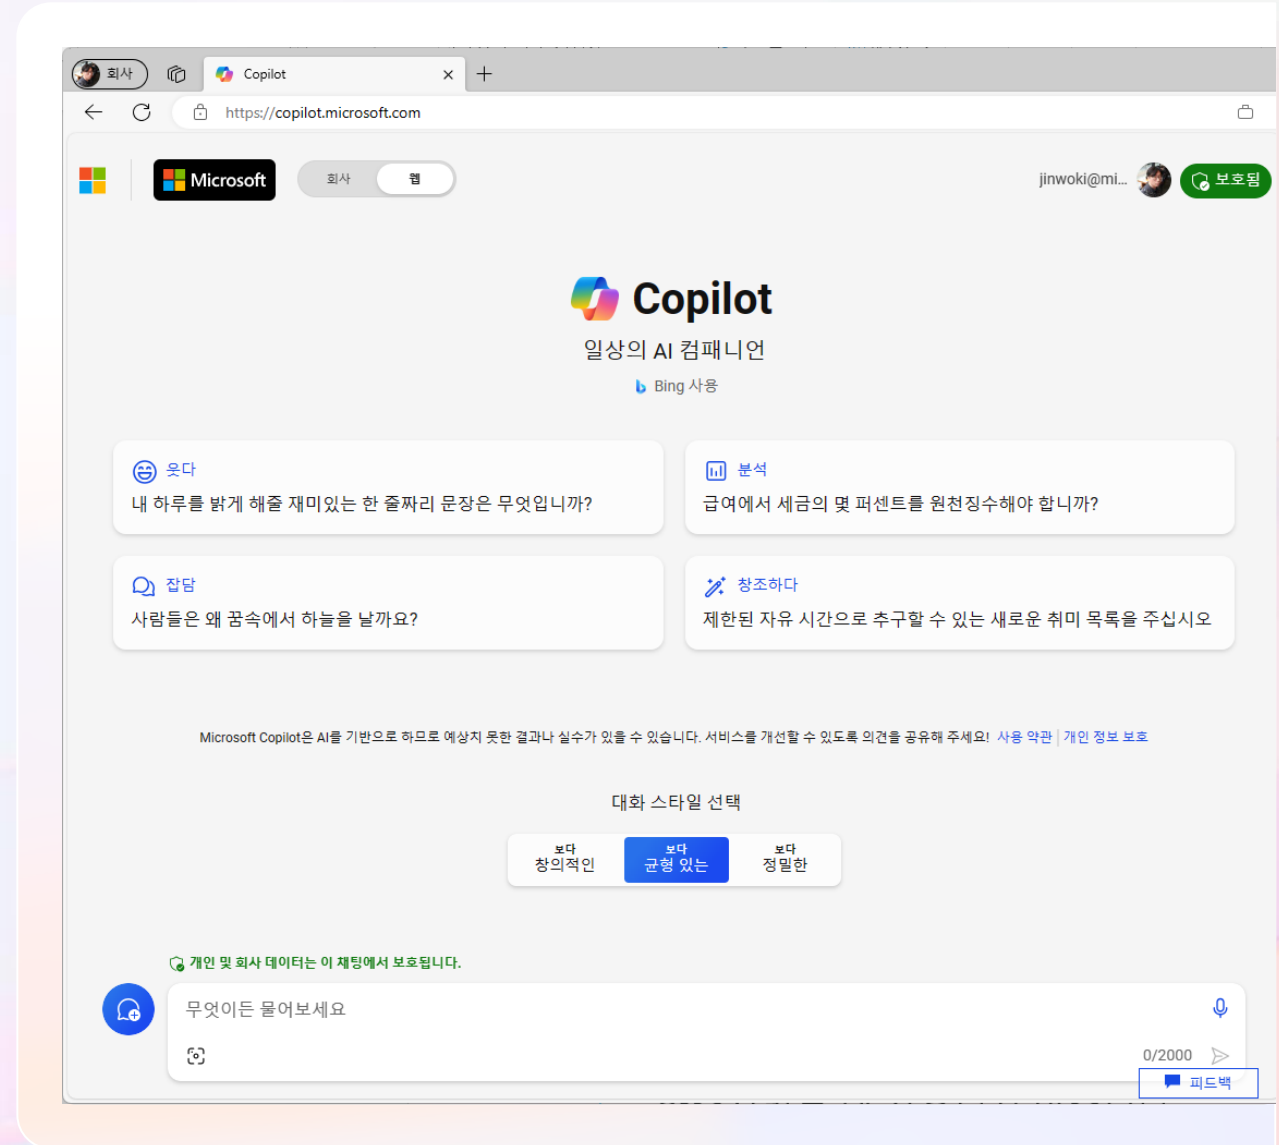 회사
Copilot
https://copilot.microsoft.com
Microsoft
회사
웹
jinwoki@mi...
보호됨
Copilot
일상의 AI 컴패니언
Bing 사용
웃다
내 하루를 밝게 해줄 재미있는 한 줄짜리 문장은 무엇입니까?
분석
급여에서 세금의 몇 퍼센트를 원천징수해야 합니까?
잡담
사람들은 왜 꿈속에서 하늘을 날까요?
창조하다
제한된 자유 시간으로 추구할 수 있는 새로운 취미 목록을 주십시오
Microsoft Copilot은 AI를 기반으로 하므로 예상치 못한 결과나 실수가 있을 수 있습니다. 서비스를 개선할 수 있도록 의견을 공유해 주세요! 사용 약관 | 개인 정보 보호
대화 스타일 선택
보다
창의적인
보다
균형 있는
보다
정밀한
개인 및 회사 데이터는 이 채팅에서 보호됩니다.
무엇이든 물어보세요
0/2000
피드백